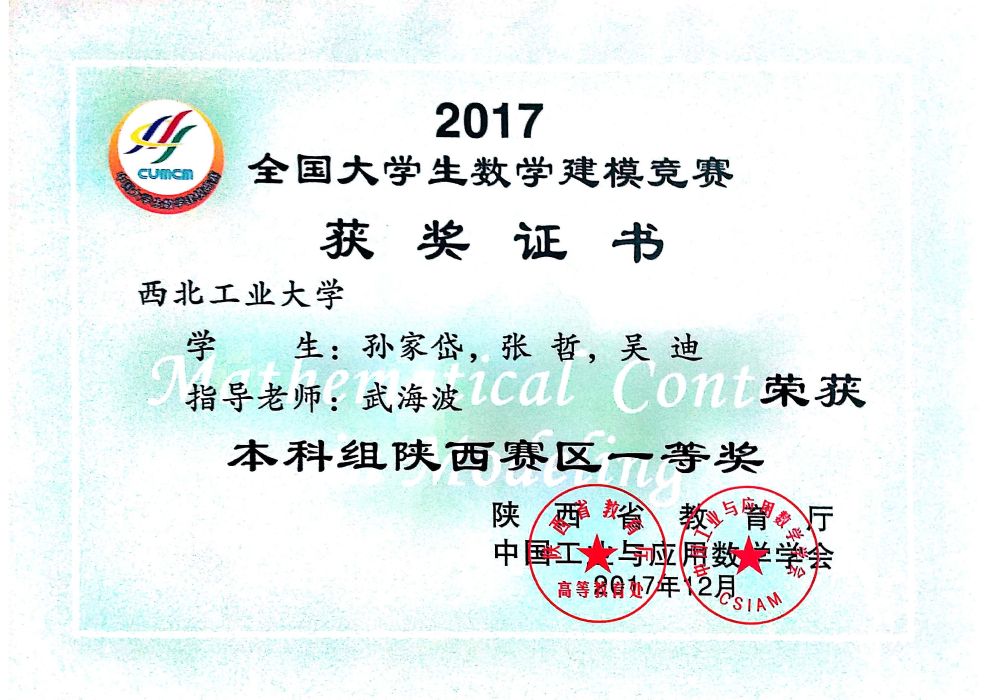 2017
全国大学生数学建模竞赛
CUMCM
获奖证书
西北工业大学
学 生：孙家岱，张 哲，吴 迪
Mathematical Cont
指导老师：武海波
荣获
本科组陕西赛区一等奖
Modeling
陕西省教育厅
中国工业与应用数学学会
2017年12月
陕西省教育厅
高等教育处
中国工业与应用数学学会
CSIAM